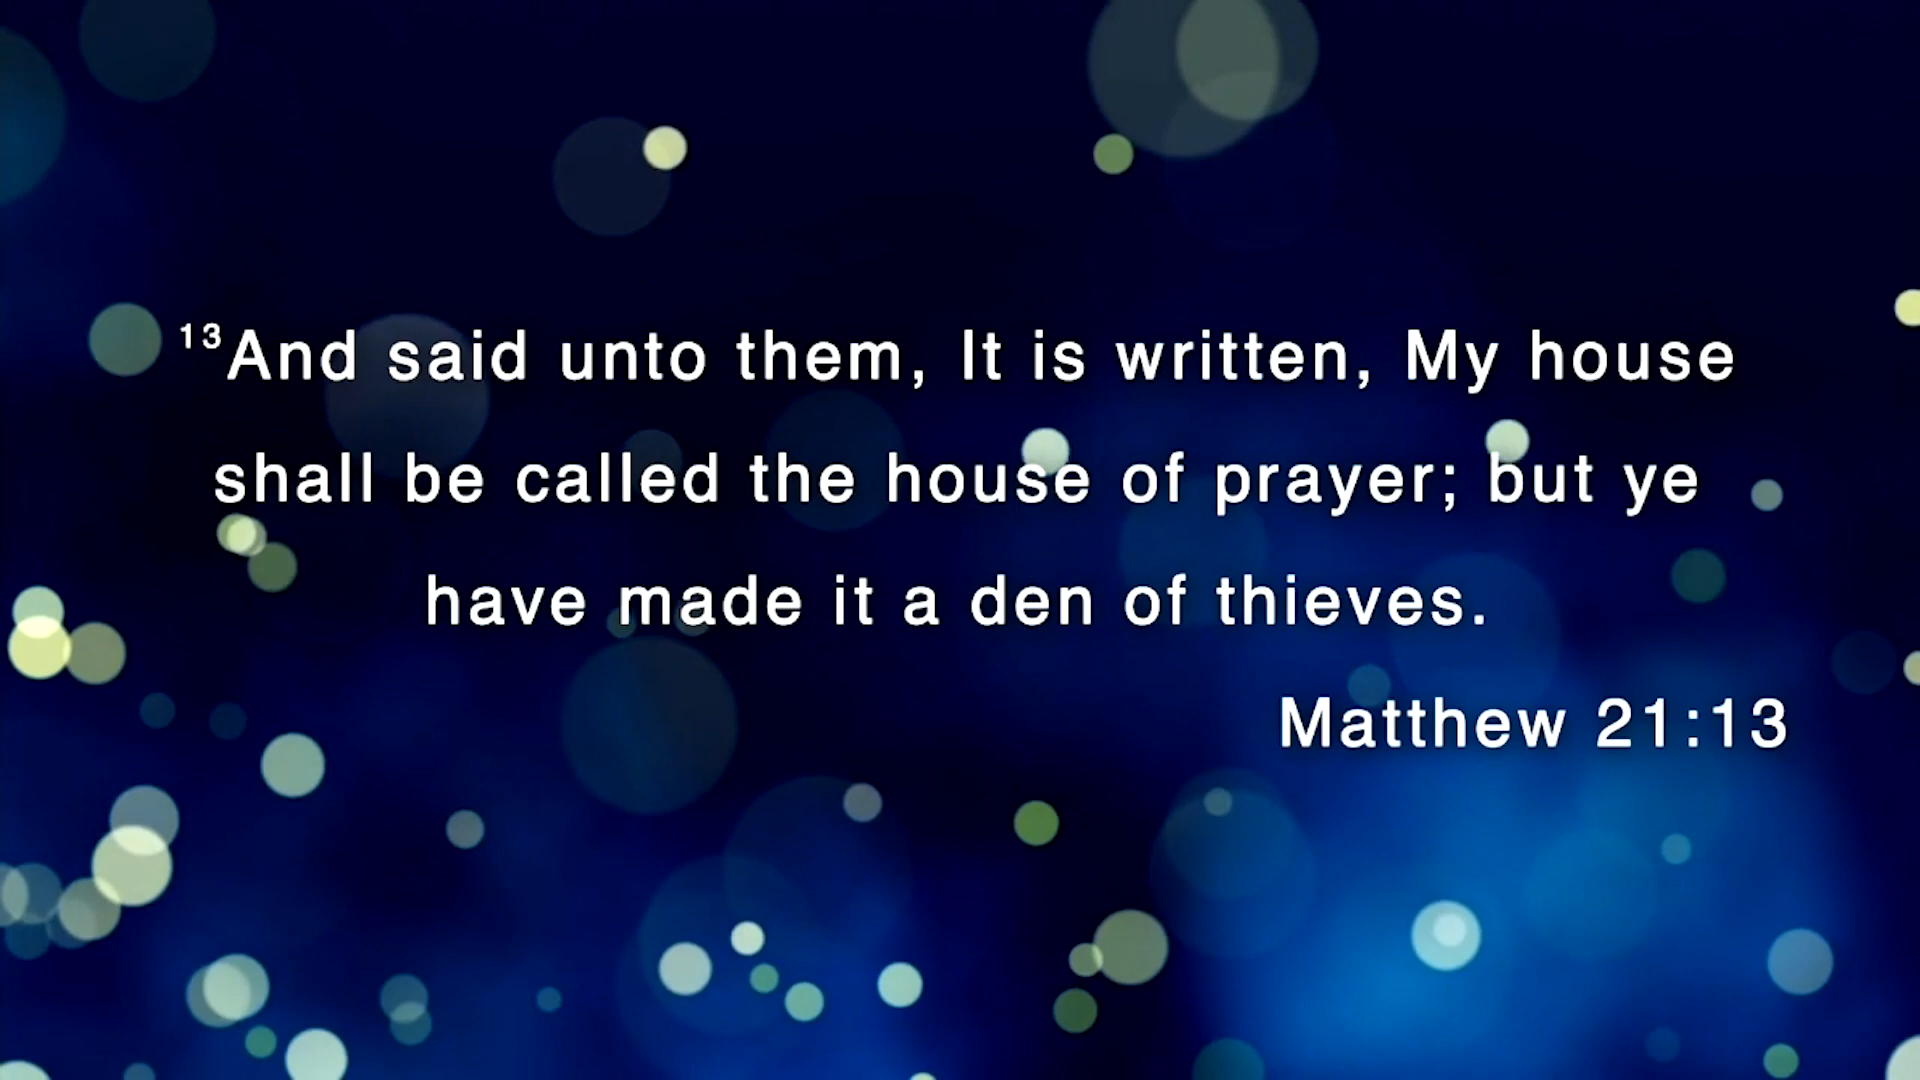 ¹³And said unto them, It is written, My house
shall be called the house of prayer; but ye
have made it a den of thieves.
Matthew 21:13